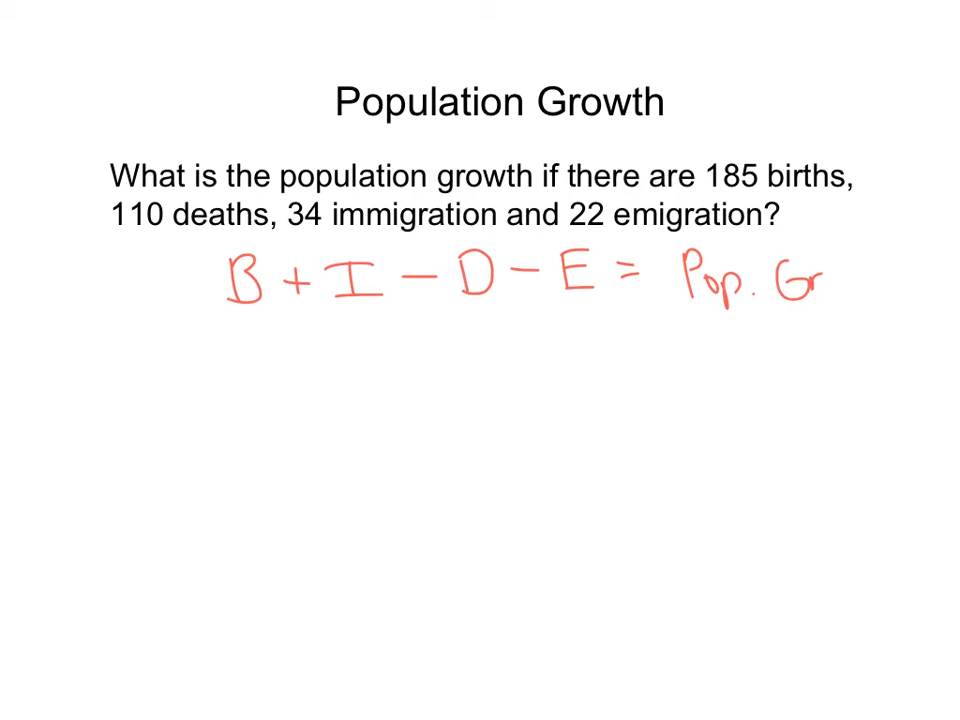 Population Growth
What is the population growth if there are 185 births,
110 deaths, 34 immigration and 22 emigration?
B + I - D - E = Pop. Gr